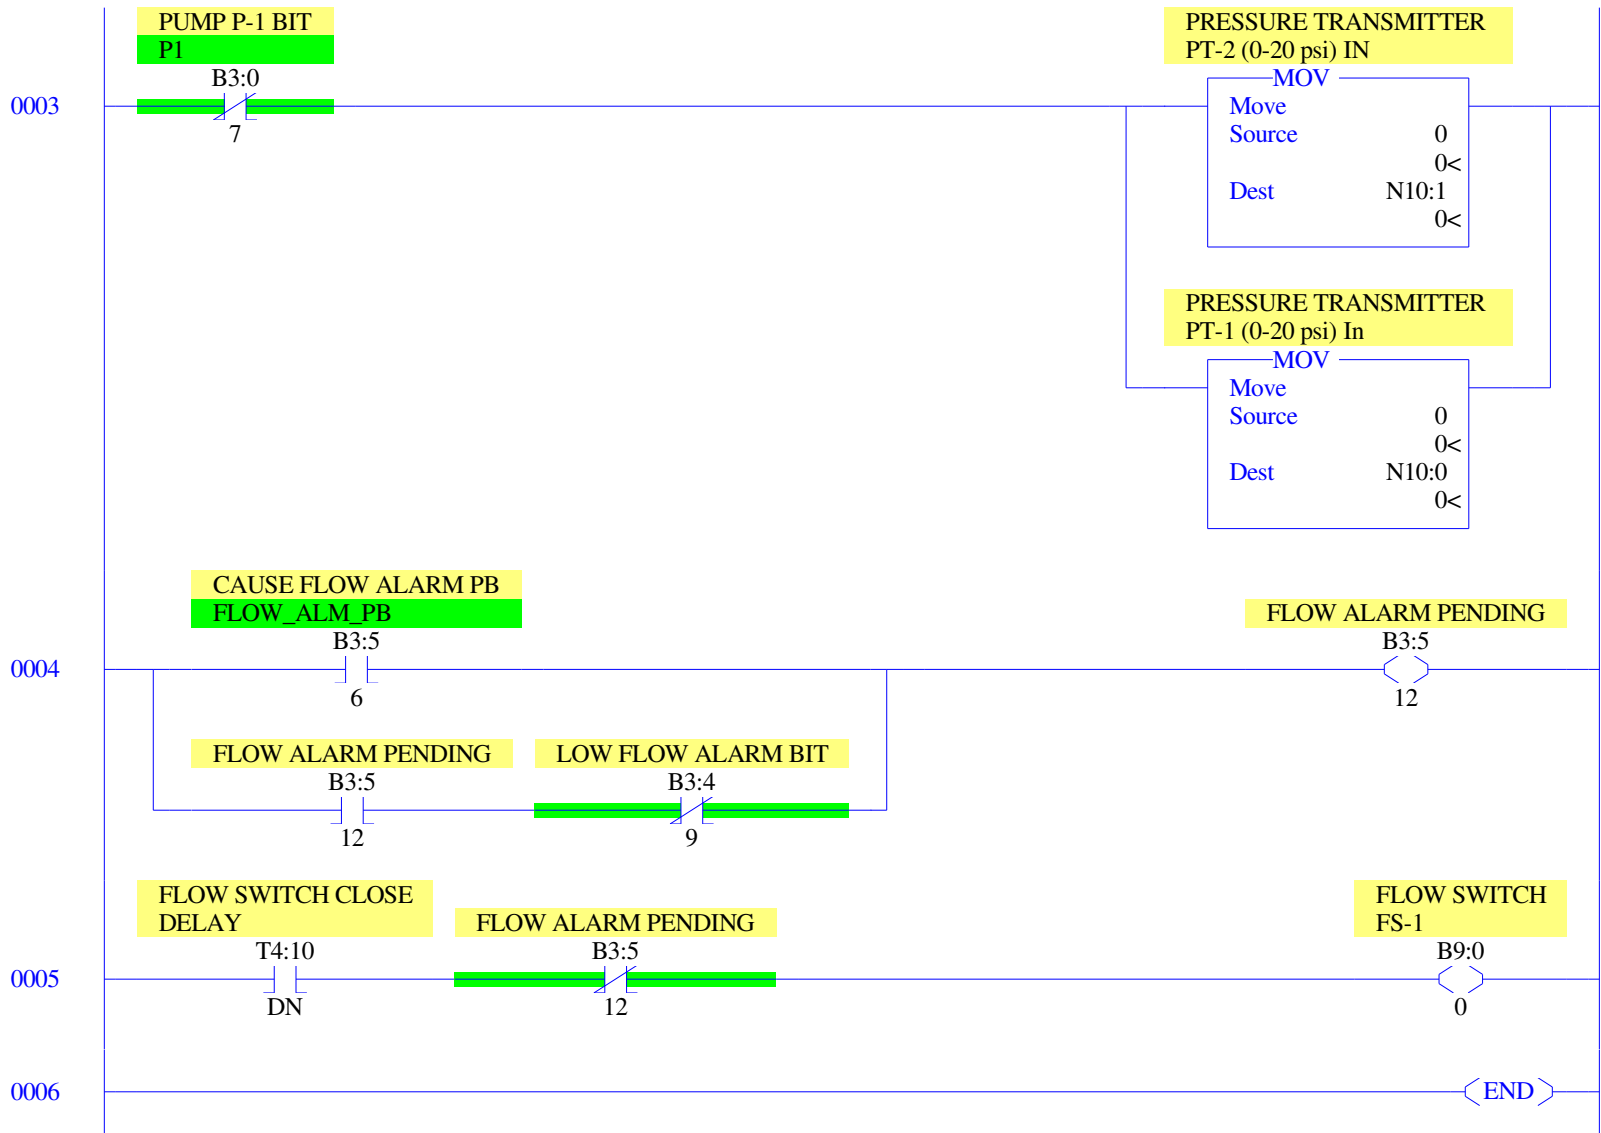 PUMP P-1 BIT
P1
B3:0
7
0003
PRESSURE TRANSMITTER
PT-2 (0-20 psi) IN
MOV
Move
Source 0
0<
Dest N10:1
0<
PRESSURE TRANSMITTER
PT-1 (0-20 psi) In
MOV
Move
Source 0
0<
Dest N10:0
0<
CAUSE FLOW ALARM PB
FLOW_ALM_PB
B3:5
6
0004
FLOW ALARM PENDING
B3:5
12
FLOW ALARM PENDING
B3:5
12
LOW FLOW ALARM BIT
B3:4
9
FLOW SWITCH CLOSE
DELAY
T4:10
DN
0005
FLOW ALARM PENDING
B3:5
12
FLOW SWITCH
FS-1
B9:0
0
0006
END